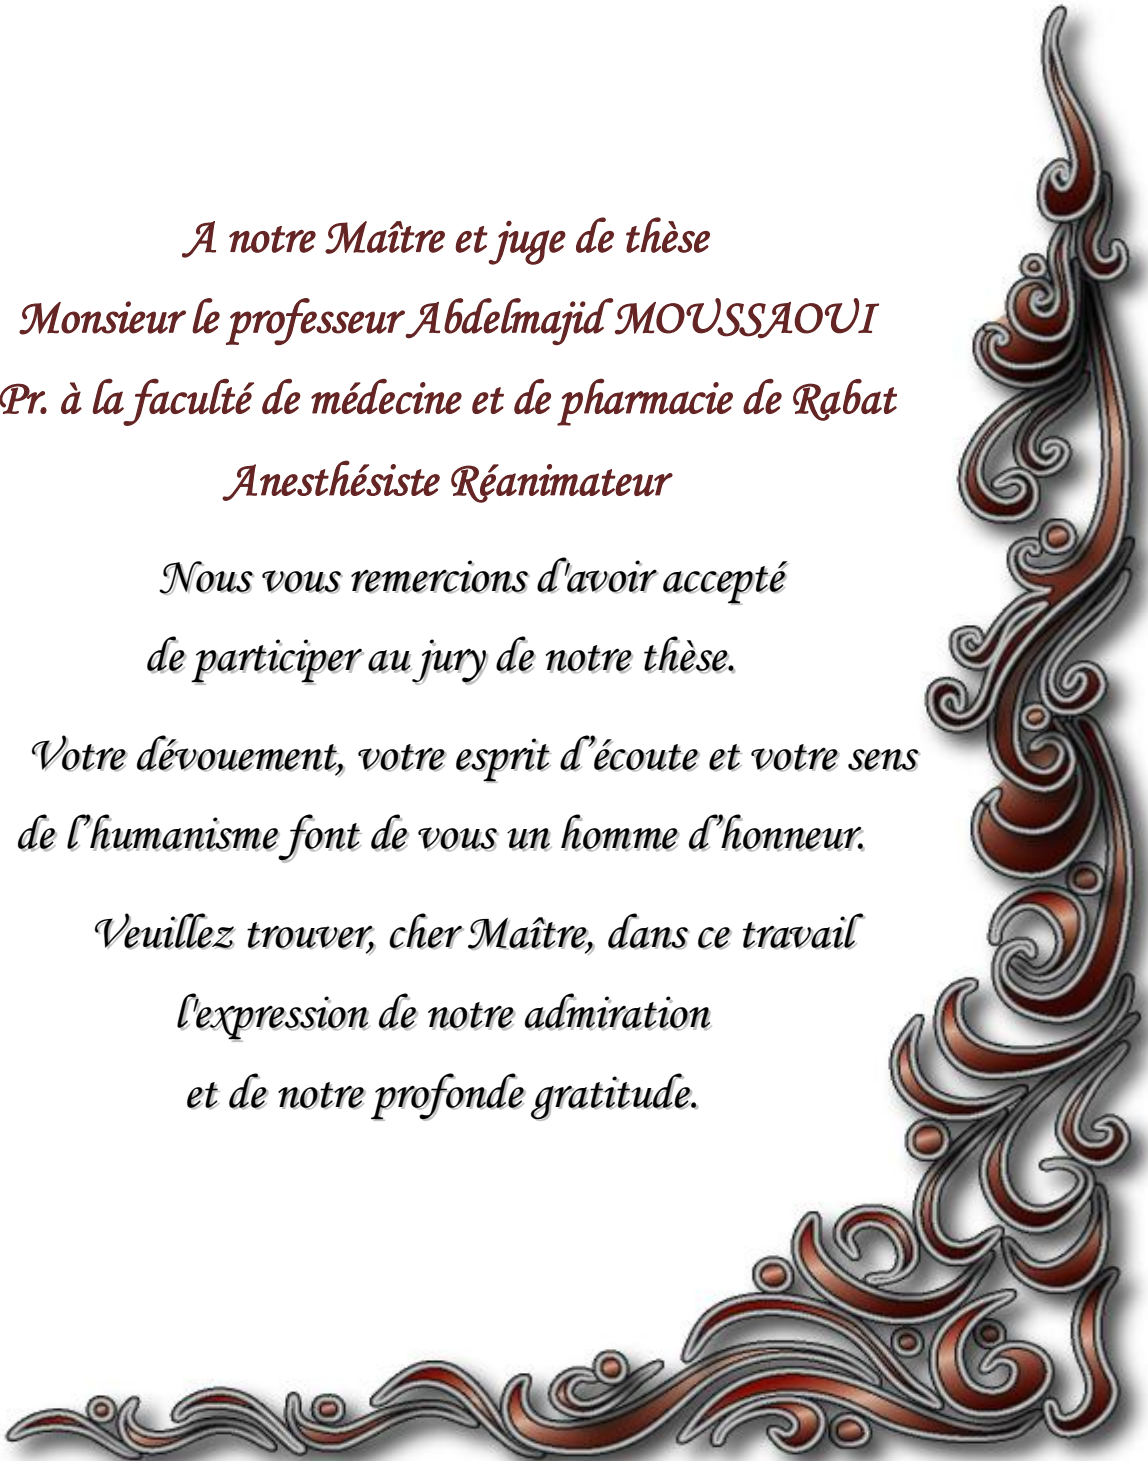 A notre Maître et juge de thèse
Monsieur le professeur Abdelmajïd MOUSSAOUI
Pr. à la faculté de médecine et de pharmacie de Rabat
Anesthésiste Réanimateur
Nous vous remercions d'avoir accepté
de participer au jury de notre thèse.
Votre dévouement, votre esprit d’écoute et votre sens
de l’humanisme font de vous un homme d’honneur.
Veuillez trouver, cher Maître, dans ce travail
l'expression de notre admiration
et de notre profonde gratitude.